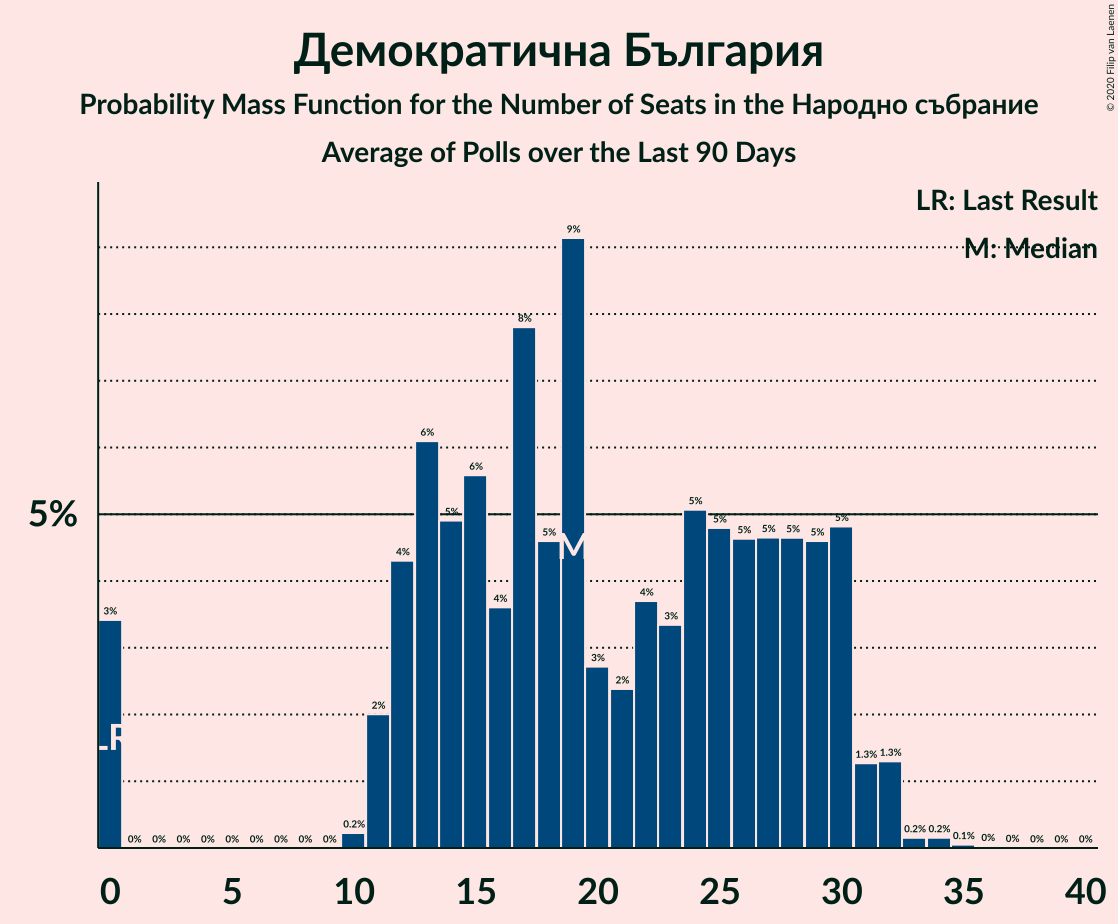 Демократична България
Probability Mass Function for the Number of Seats in the Народно събрание
Average of Polls over the Last 90 Days
© 2020 Filip van Laenen
LR: Last Result
M: Median
5%
3% 0% 0% 0% 0% 0% 0% 0% 0% 0% 0.2% 2% 4% 6% 5% 6% 4% 8% 5% 9% 3% 2% 4% 3% 5% 5% 5% 5% 5% 5% 5% 1.3% 1.3% 0.2% 0.2% 0.1% 0% 0% 0% 0% 0%
LR
M
0 5 10 15 20 25 30 35 40